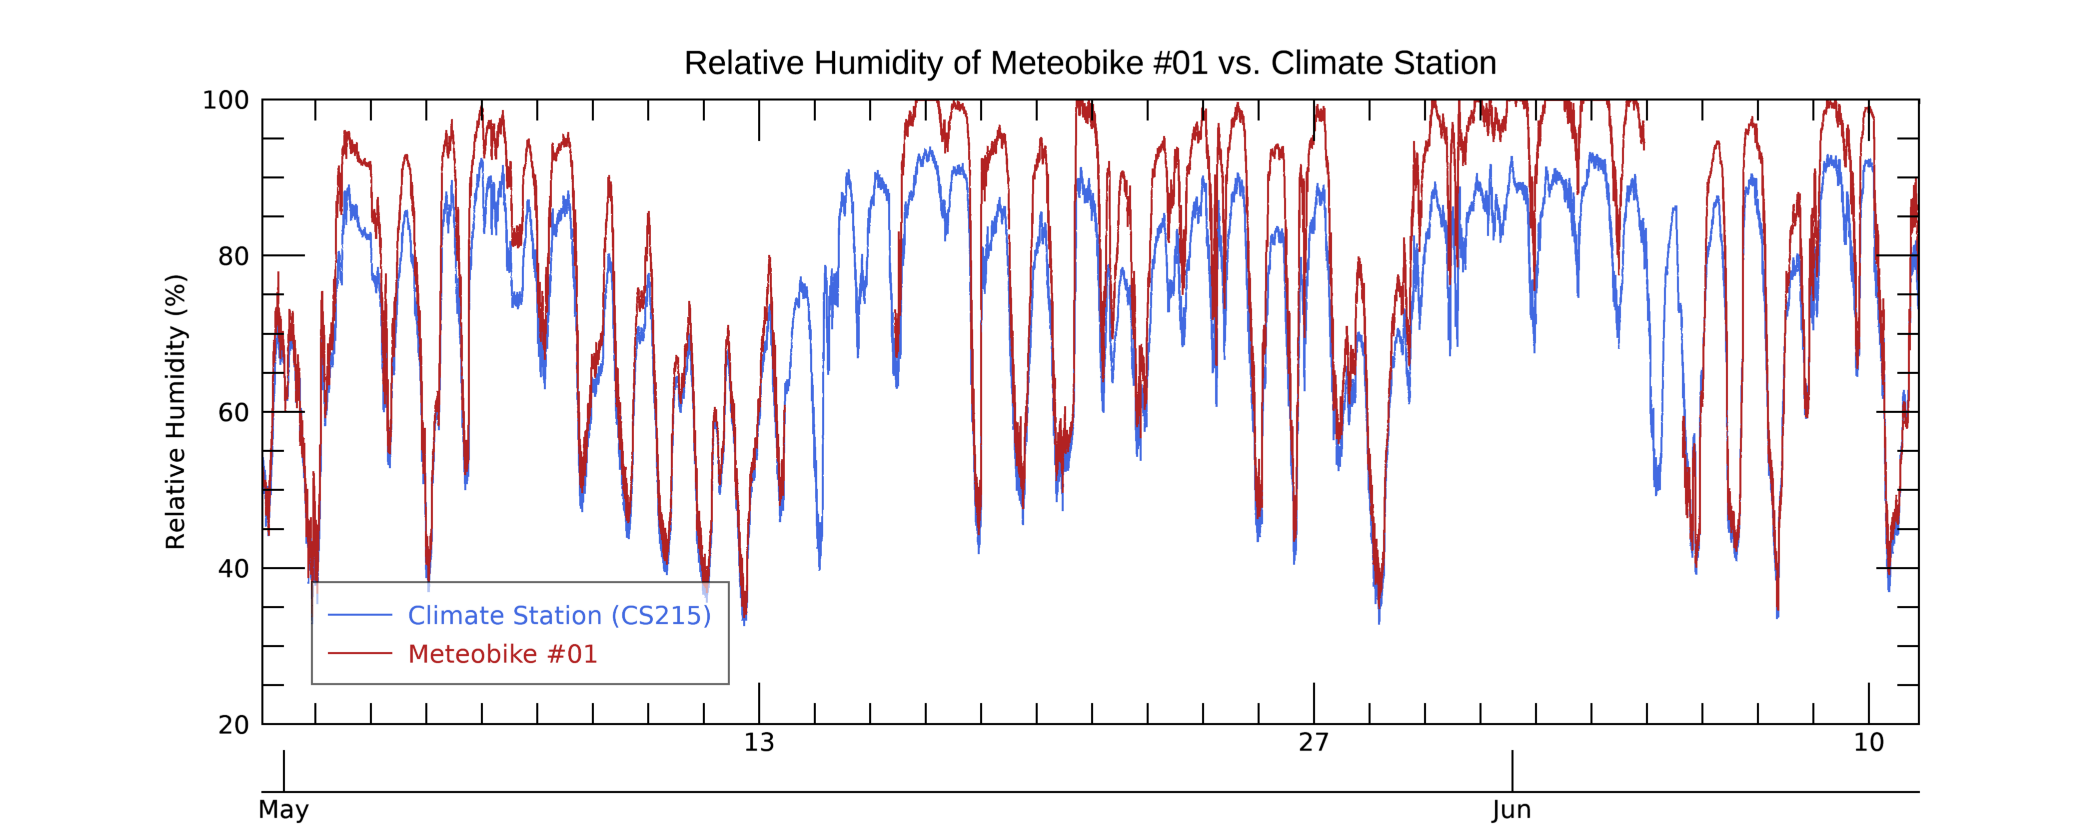 Relative Humidity of Meteobike #01 vs. Climate Station
Relative Humidity (%)
100
80
60
40
20
Climate Station (CS215)
Meteobike #01
13
27
10
May
Jun